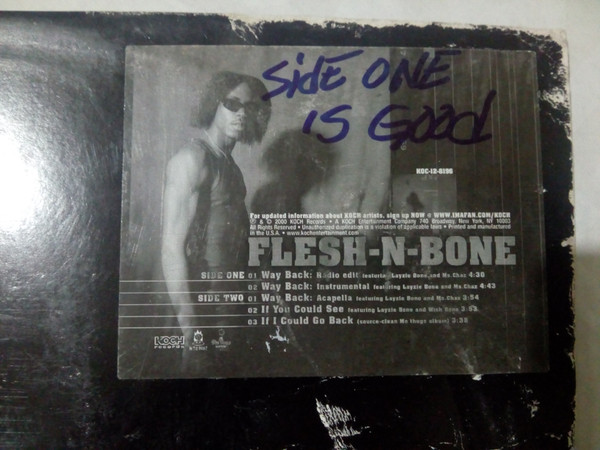 SidE ONE
IS Good
KOC-12-8196
For updated information about KOCH artists, sign up NOW @ WWW.IMAFAN.COM/KOCH
℗ & © 2000 KOCH Records • A KOCH Entertainment Company 740 Broadway, New York, NY 10003
All Rights Reserved • Unauthorized duplication is a violation of applicable laws • Printed and manufactured
in the U.S.A. • www.kochentertainment.com
FLESH-N-BONE
SIDE ONE 01 Way Back: Radio edit featuring Layzie Bone and Ms. Chaz 4:36
02 Way Back: Instrumental featuring Layzie Bone and Ms. Chaz 4:43
SIDE TWO 01 Way Back: Acapella featuring Layzie Bone and Ms. Chaz 3:54
02 If You Could See featuring Layzie Bone and Wish Bone
03 If I Could Go Back
KOCH
records